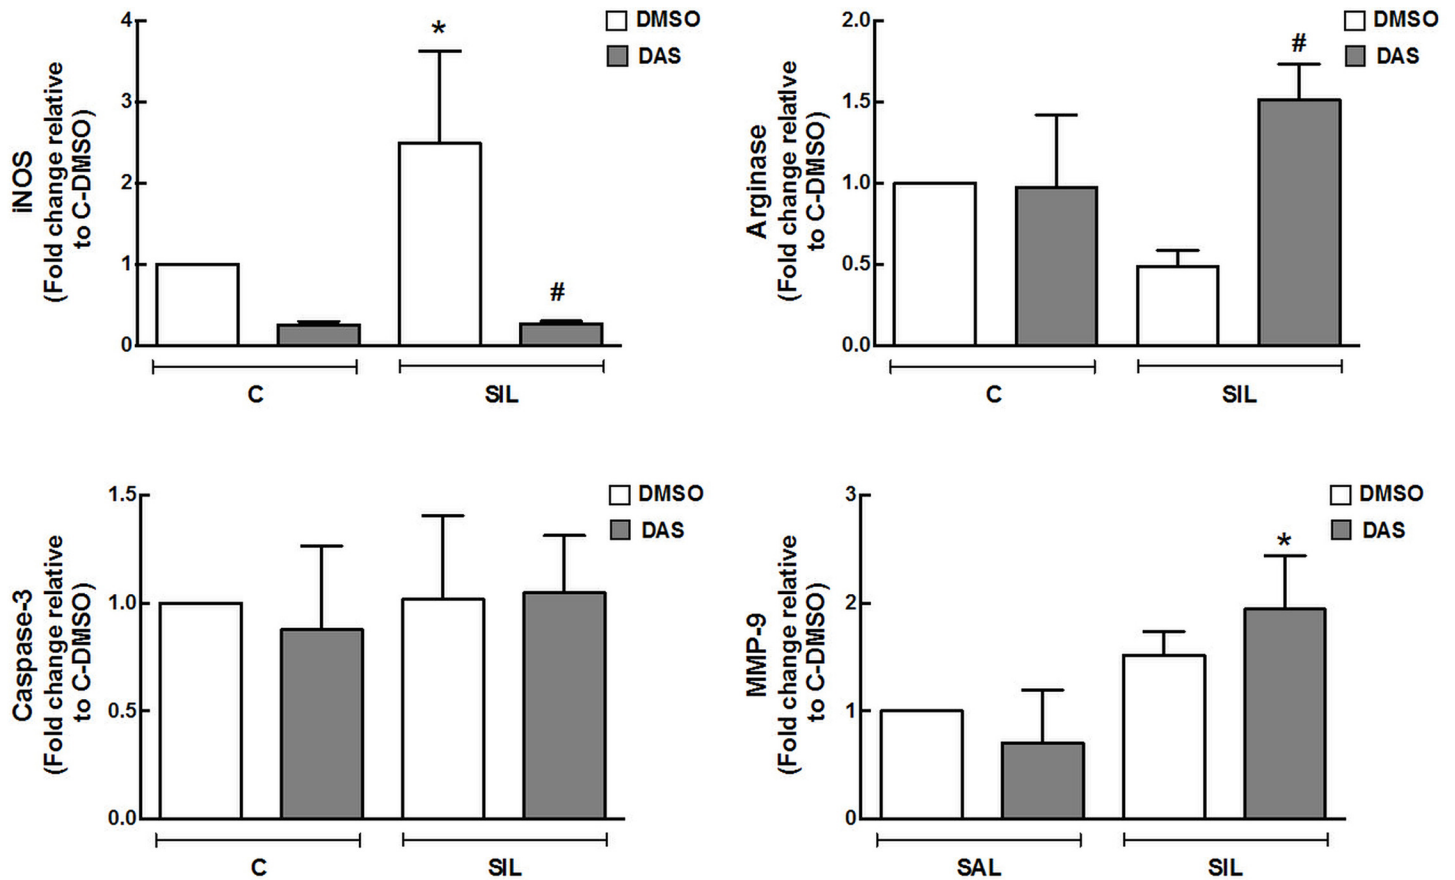 iNOS
(Fold change relative
to C-DMSO)
4
3
2
1
0
*
#
DMSO
DAS
C
SIL
Arginase
(Fold change relative
to C-DMSO)
2.0
1.5
1.0
0.5
0.0
#
DMSO
DAS
C
SIL
Caspase-3
(Fold change relative
to C-DMSO)
1.5
1.0
0.5
0.0
DMSO
DAS
C
SIL
MMP-9
(Fold change relative
to C-DMSO)
3
2
1
0
*
DMSO
DAS
SAL
SIL